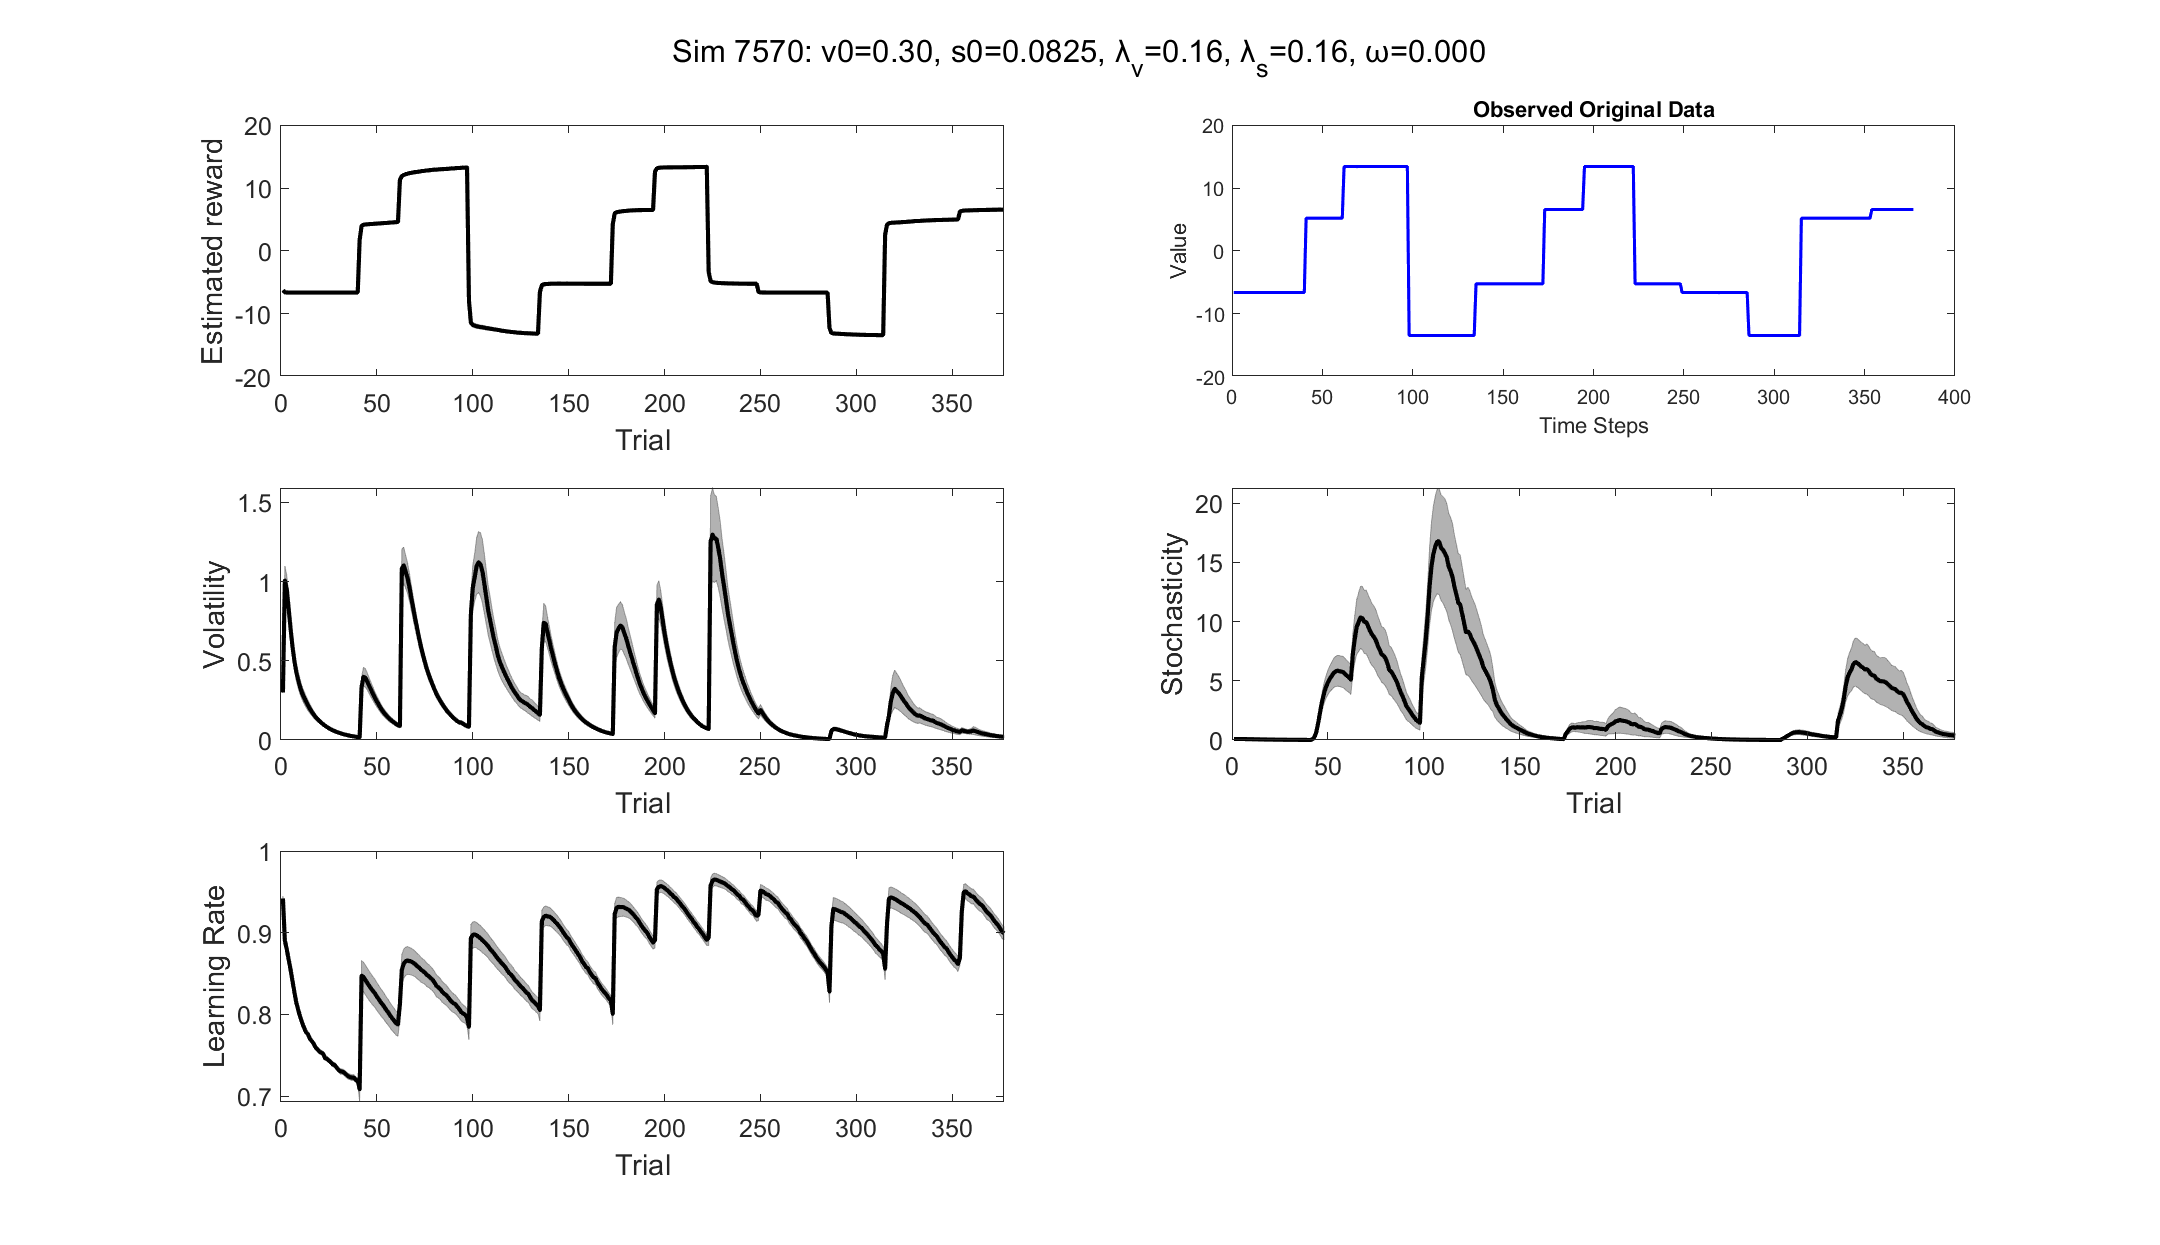 Sim 7570: v0=0.30, s0=0.0825, λv=0.16, λs=0.16, ω=0.000
Estimated reward
20
10
0
-10
-20
0 50 100 150 200 250 300 350
Trial
Observed Original Data
Value
20
10
0
-10
-20
0 50 100 150 200 250 300 350 400
Time Steps
Volatility
1.5
1
0.5
0
0 50 100 150 200 250 300 350
Trial
Stochasticity
20
15
10
5
0
0 50 100 150 200 250 300 350
Trial
Learning Rate
1
0.9
0.8
0.7
0 50 100 150 200 250 300 350
Trial